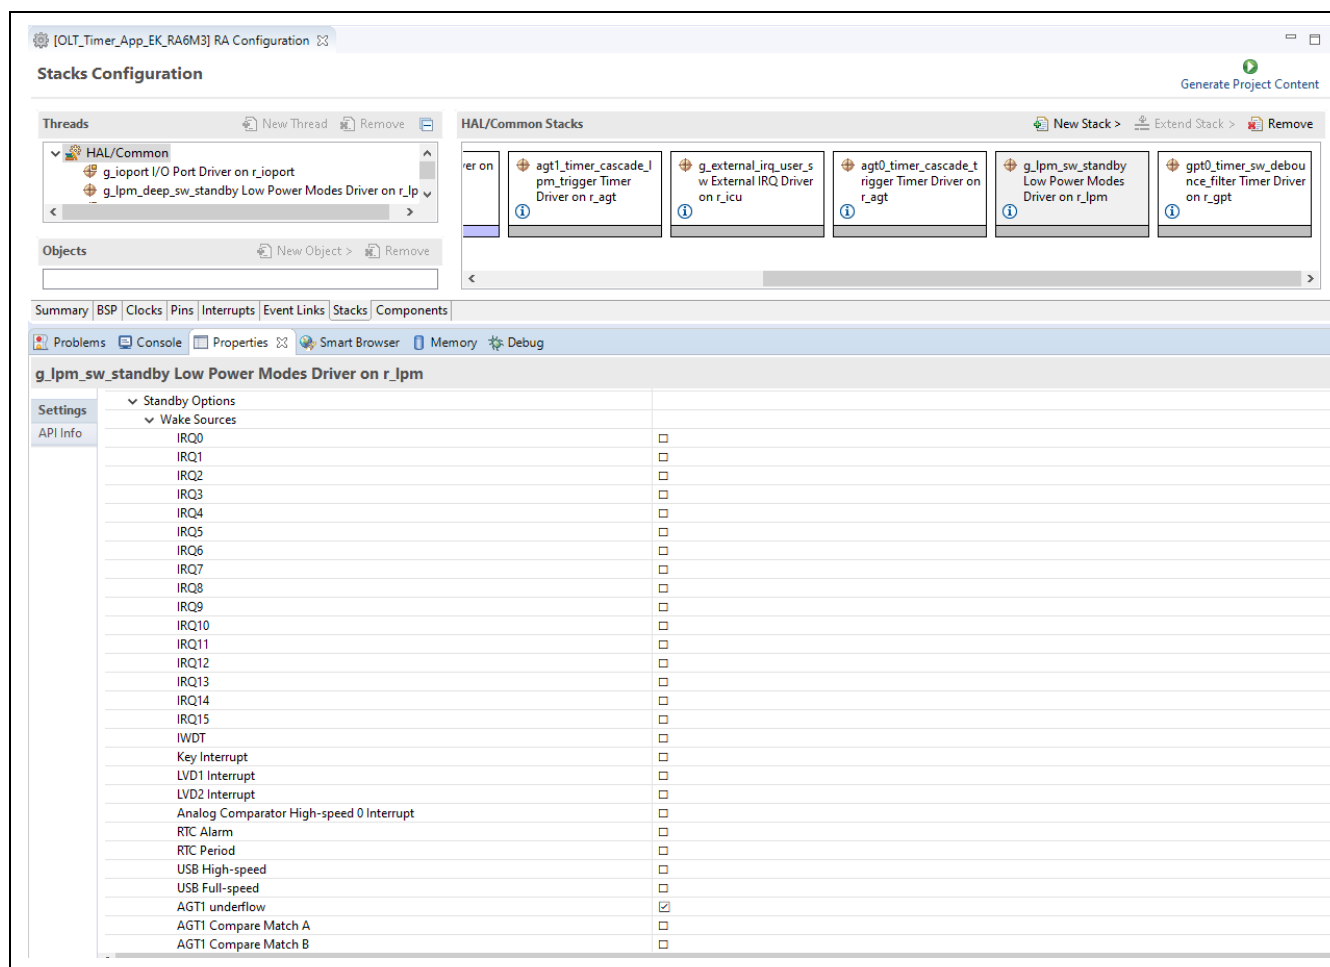 [OLT_Timer_App_EK_RA6M3] RA Configuration
Stacks Configuration
Generate Project Content
Threads
New Thread
Remove
HAL/Common
g_ioport I/O Port Driver on r_ioport
g_lpm_deep_sw_standby Low Power Modes Driver on r_lp
Objects
New Object >
Remove
HAL/Common Stacks
New Stack >
Extend Stack >
Remove
ver on
agt1_timer_cascade_l
pm_trigger Timer
Driver on r_agt
g_external_irq_user_s
w External IRQ Driver
on r_icu
agt0_timer_cascade_t
rigger Timer Driver on
r_agt
g_lpm_sw_standby
Low Power Modes
Driver on r_lpm
gpt0_timer_sw_debou
nce_filter Timer Driver
on r_gpt
Summary BSP Clocks Pins Interrupts Event Links Stacks Components
Problems Console Properties Smart Browser Memory Debug
g_lpm_sw_standby Low Power Modes Driver on r_lpm
Settings
API Info
Standby Options
Wake Sources
IRQ0
IRQ1
IRQ2
IRQ3
IRQ4
IRQ5
IRQ6
IRQ7
IRQ8
IRQ9
IRQ10
IRQ11
IRQ12
IRQ13
IRQ14
IRQ15
IWDT
Key Interrupt
LVD1 Interrupt
LVD2 Interrupt
Analog Comparator High-speed 0 Interrupt
RTC Alarm
RTC Period
USB High-speed
USB Full-speed
AGT1 underflow
AGT1 Compare Match A
AGT1 Compare Match B